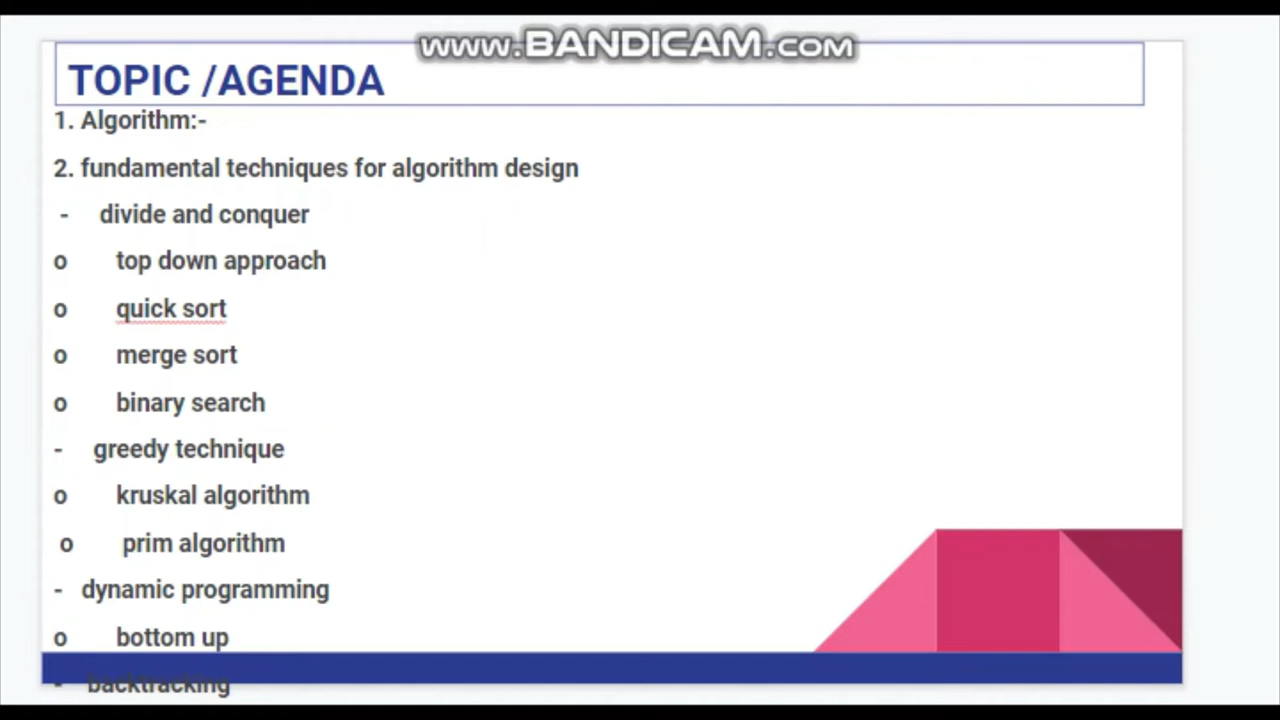 www.BANDICAM.com
TOPIC /AGENDA
1. Algorithm:-
2. fundamental techniques for algorithm design
- divide and conquer
o top down approach
o quick sort
o merge sort
o binary search
- greedy technique
o kruskal algorithm
o prim algorithm
- dynamic programming
o bottom up
- backtracking